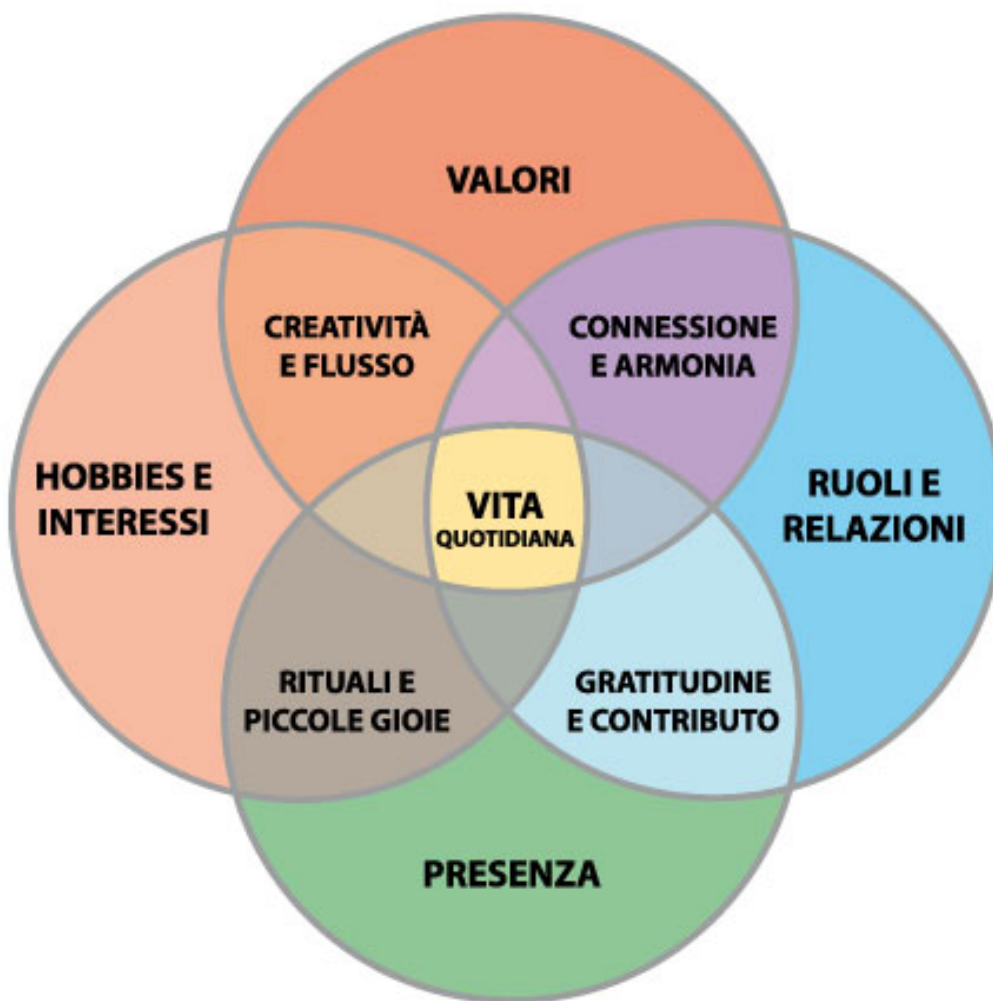 VALORI
CREATIVITÀ
E FLUSSO
CONNESSIONE
E ARMONIA
HOBBIES E
INTERESSI
VITA
QUOTIDIANA
RUOLI E
RELAZIONI
RITUALI E
PICCOLE GIOIE
GRATITUDINE
E CONTRIBUTO
PRESENZA